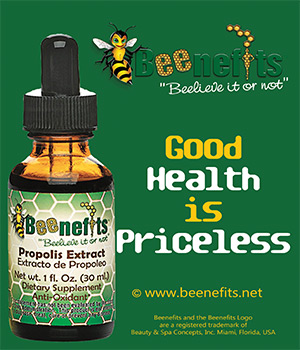 Beenefits
"Beelieve it or not"
Good
Health
is
Priceless
Beenefits
"Beelieve it or not"
Propolis Extract
Extracto de Propoleo
Net. wt. 1 fl. Oz. (30 mL)
Dietary Supplement
Anti-Oxidant
© www.beenefits.net
Beenefits and the Beenefits Logo
are a registered trademark of
Beauty & Spa Concepts, Inc. Miami, Florida, USA